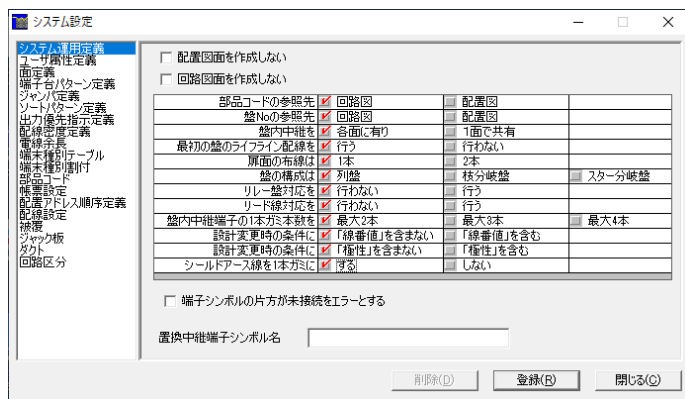 システム設定
システム運用定義
ユーザ属性定義
面定義
端子台パターン定義
ジャンパ定義
ソートパターン定義
出力優先指示定義
配線密度定義
電線余長
端末種別テーブル
端末種別割付
部品コード
帳票設定
配置アドレス順序定義
配線設定
被覆
ジャック板
ダクト
回路区分
配置図面を作成しない
回路図面を作成しない
部品コードの参照先 回路図 配置図
盤Noの参照先 回路図 配置図
盤内中継を 各面に有り 1面で共有
最初の盤のライフライン配線を 行う 行わない
扉面の布線は 1本 2本
盤の構成は 列盤 枝分岐盤 スター分岐盤
リレー盤対応を 行わない 行う
リード線対応を 行わない 行う
盤内中継端子の1本ガミ本数を 最大2本 最大3本 最大4本
設計変更時の条件に 「線番値」を含まない 「線番値」を含む
設計変更時の条件に 「極性」を含まない 「極性」を含む
シールドアース線を1本ガミに する しない
端子シンボルの片方が未接続をエラーとする
置換中継端子シンボル名
削除(D) 登録(R) 閉じる(C)